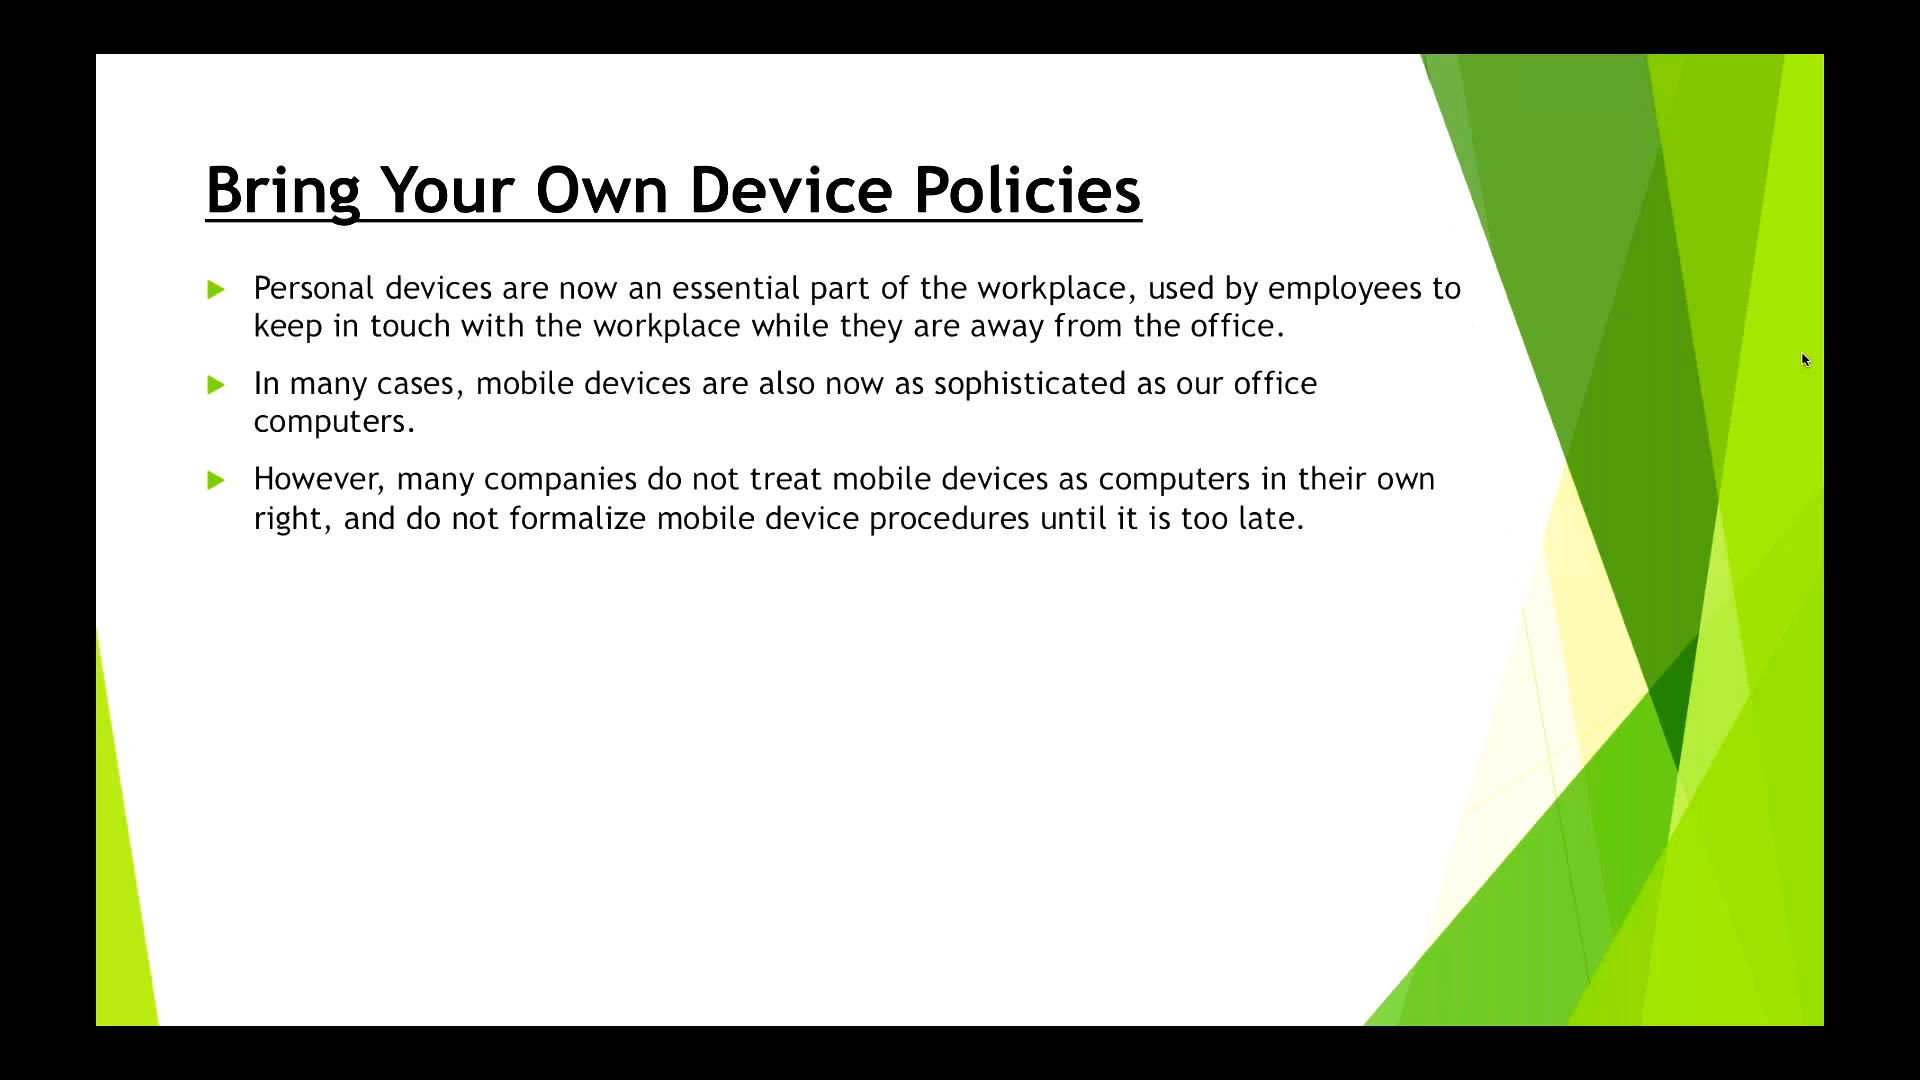 Bring Your Own Device Policies
Personal devices are now an essential part of the workplace, used by employees to
keep in touch with the workplace while they are away from the office.
In many cases, mobile devices are also now as sophisticated as our office
computers.
However, many companies do not treat mobile devices as computers in their own
right, and do not formalize mobile device procedures until it is too late.